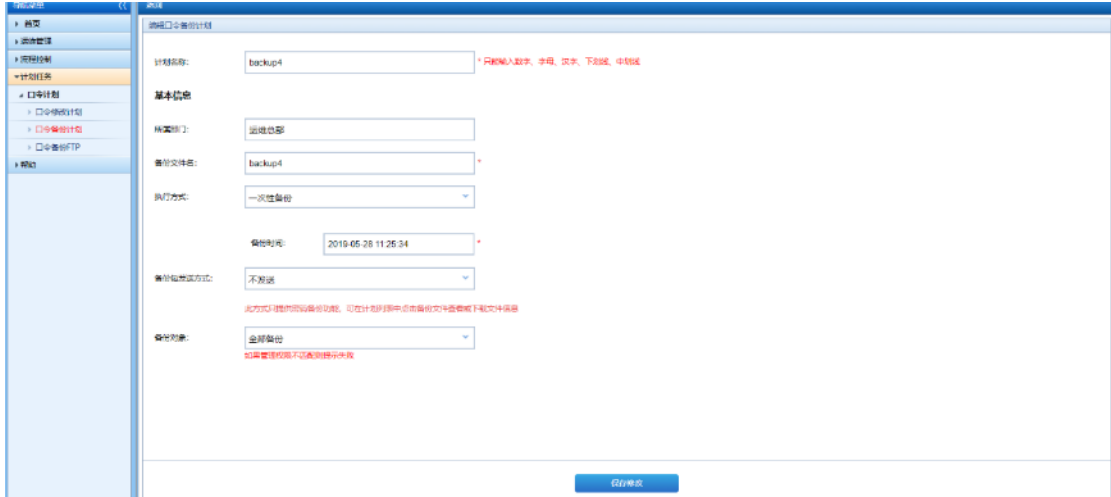 导航菜单
首页
运维管理
流程控制
计划任务
口令计划
口令修改计划
口令备份计划
口令备份FTP
帮助
编辑口令备份计划
计划名称: backup4 * 只能输入数字、字母、汉字、下划线、中划线
基本信息
所属部门: 运维总部
备份文件名: backup4 *
执行方式: 一次性备份
备份时间: 2019-05-28 11:25:34 *
备份包发送方式: 不发送
此方式只提供密码备份功能，可在计划列表中点击备份文件查看或下载文件信息
备份对象: 全部备份
如果管理权限不匹配则提示失败
保存修改